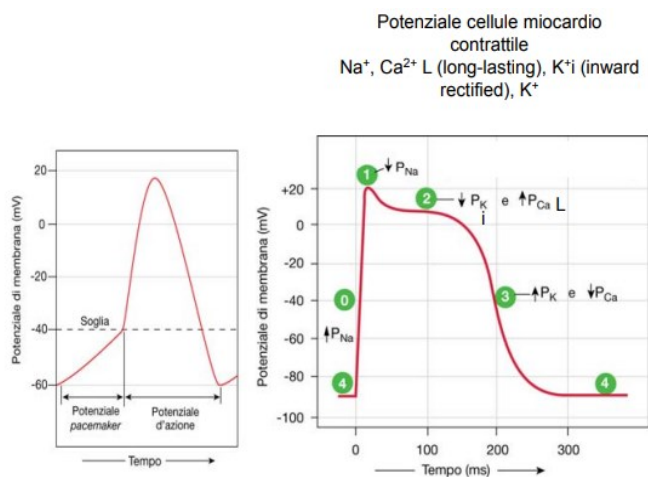 Potenziale cellule miocardio
contrattile
Na⁺, Ca²⁺ L (long-lasting), K⁺i (inward
rectified), K⁺
Potenziale di membrana (mV)
20
0
-20
-40
-60
Soglia
Potenziale
pacemaker
Potenziale
d'azione
Tempo
Potenziale di membrana (mV)
+20
0
-20
-40
-60
-80
-100
1 ↓ PNa
2 ↓ PK e ↑PCa L
i
0
↑PNa
3 ↑PK e ↓PCa
4
4
0 100 200 300
Tempo (ms)